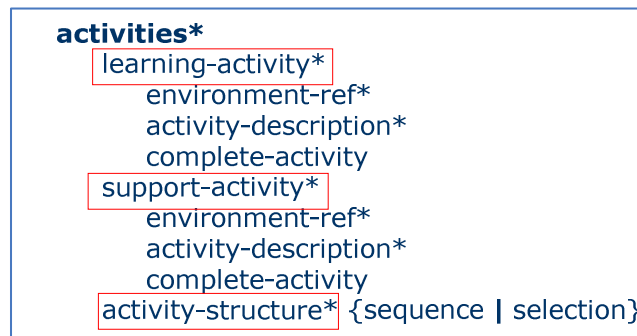 activities*
learning-activity*
environment-ref*
activity-description*
complete-activity
support-activity*
environment-ref*
activity-description*
complete-activity
activity-structure* {sequence | selection}